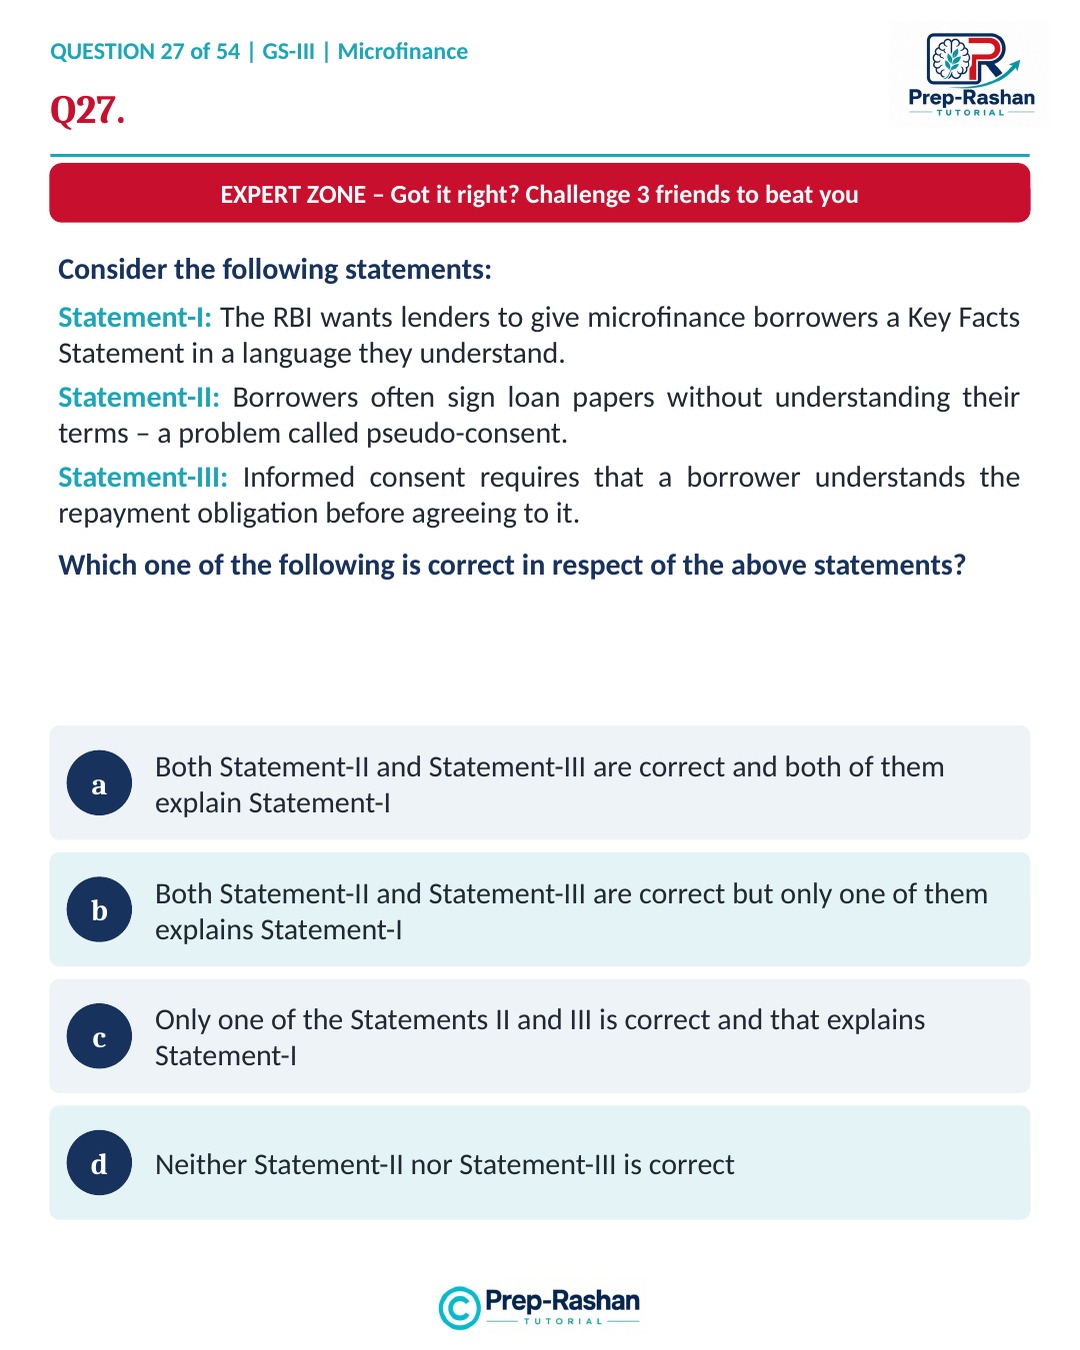 QUESTION 27 of 54 | GS-III | Microfinance
Q27.
Prep-Rashan
TUTORIAL
EXPERT ZONE – Got it right? Challenge 3 friends to beat you
Consider the following statements:
Statement-I: The RBI wants lenders to give microfinance borrowers a Key Facts
Statement in a language they understand.
Statement-II: Borrowers often sign loan papers without understanding their
terms – a problem called pseudo-consent.
Statement-III: Informed consent requires that a borrower understands the
repayment obligation before agreeing to it.
Which one of the following is correct in respect of the above statements?
a
Both Statement-II and Statement-III are correct and both of them
explain Statement-I
b
Both Statement-II and Statement-III are correct but only one of them
explains Statement-I
c
Only one of the Statements II and III is correct and that explains
Statement-I
d
Neither Statement-II nor Statement-III is correct
© Prep-Rashan
TUTORIAL